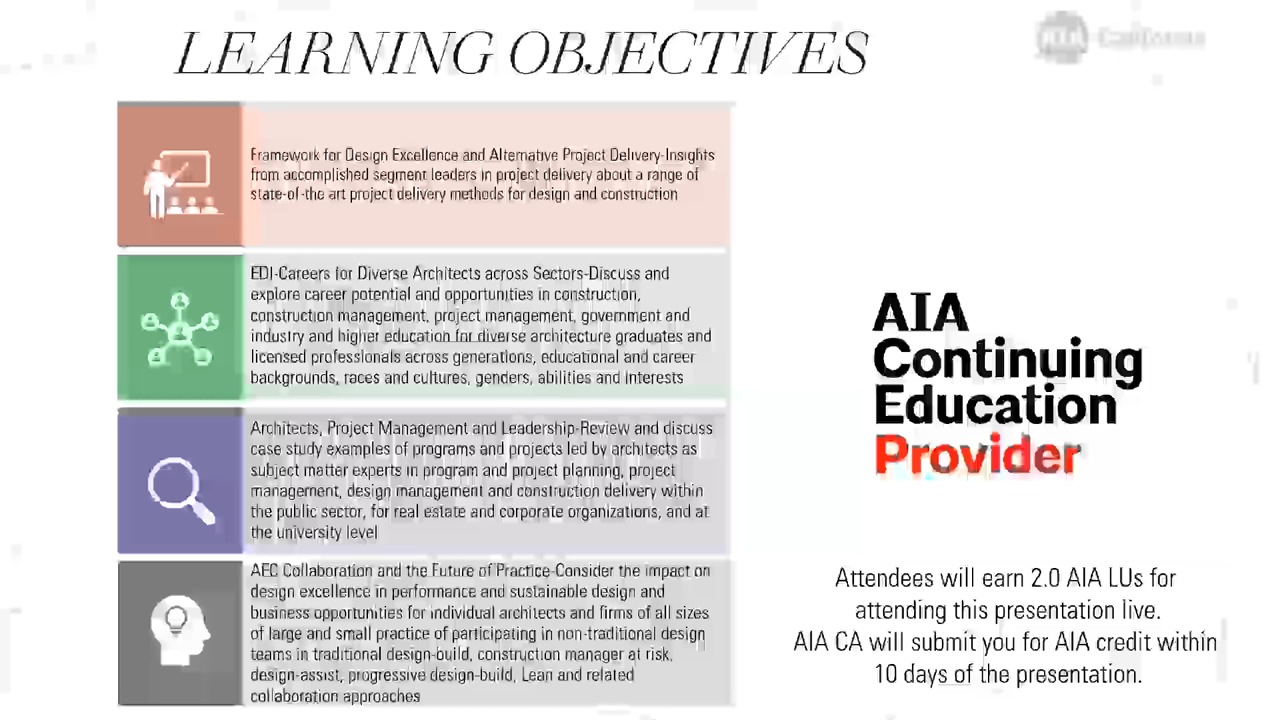 LEARNING OBJECTIVES
AIA California
Framework for Design Excellence and Alternative Project Delivery-Insights
from accomplished segment leaders in project delivery about a range of
state-of-the art project delivery methods for design and construction
EDI-Careers for Diverse Architects across Sectors-Discuss and
explore career potential and opportunities in construction,
construction management, project management, government and
industry and higher education for diverse architecture graduates and
licensed professionals across generations, educational and career
backgrounds, races and cultures, genders, abilities and interests
Architects, Project Management and Leadership-Review and discuss
case study examples of programs and projects led by architects as
subject matter experts in program and project planning, project
management, design management and construction delivery within
the public sector, for real estate and corporate organizations, and at
the university level
AEC Collaboration and the Future of Practice-Consider the impact on
design excellence in performance and sustainable design and
business opportunities for individual architects and firms of all sizes
of large and small practice of participating in non-traditional design
teams in traditional design-build, construction manager at risk,
design-assist, progressive design-build, Lean and related
collaboration approaches
AIA
Continuing
Education
Provider
Attendees will earn 2.0 AIA LUs for
attending this presentation live.
AIA CA will submit you for AIA credit within
10 days of the presentation.